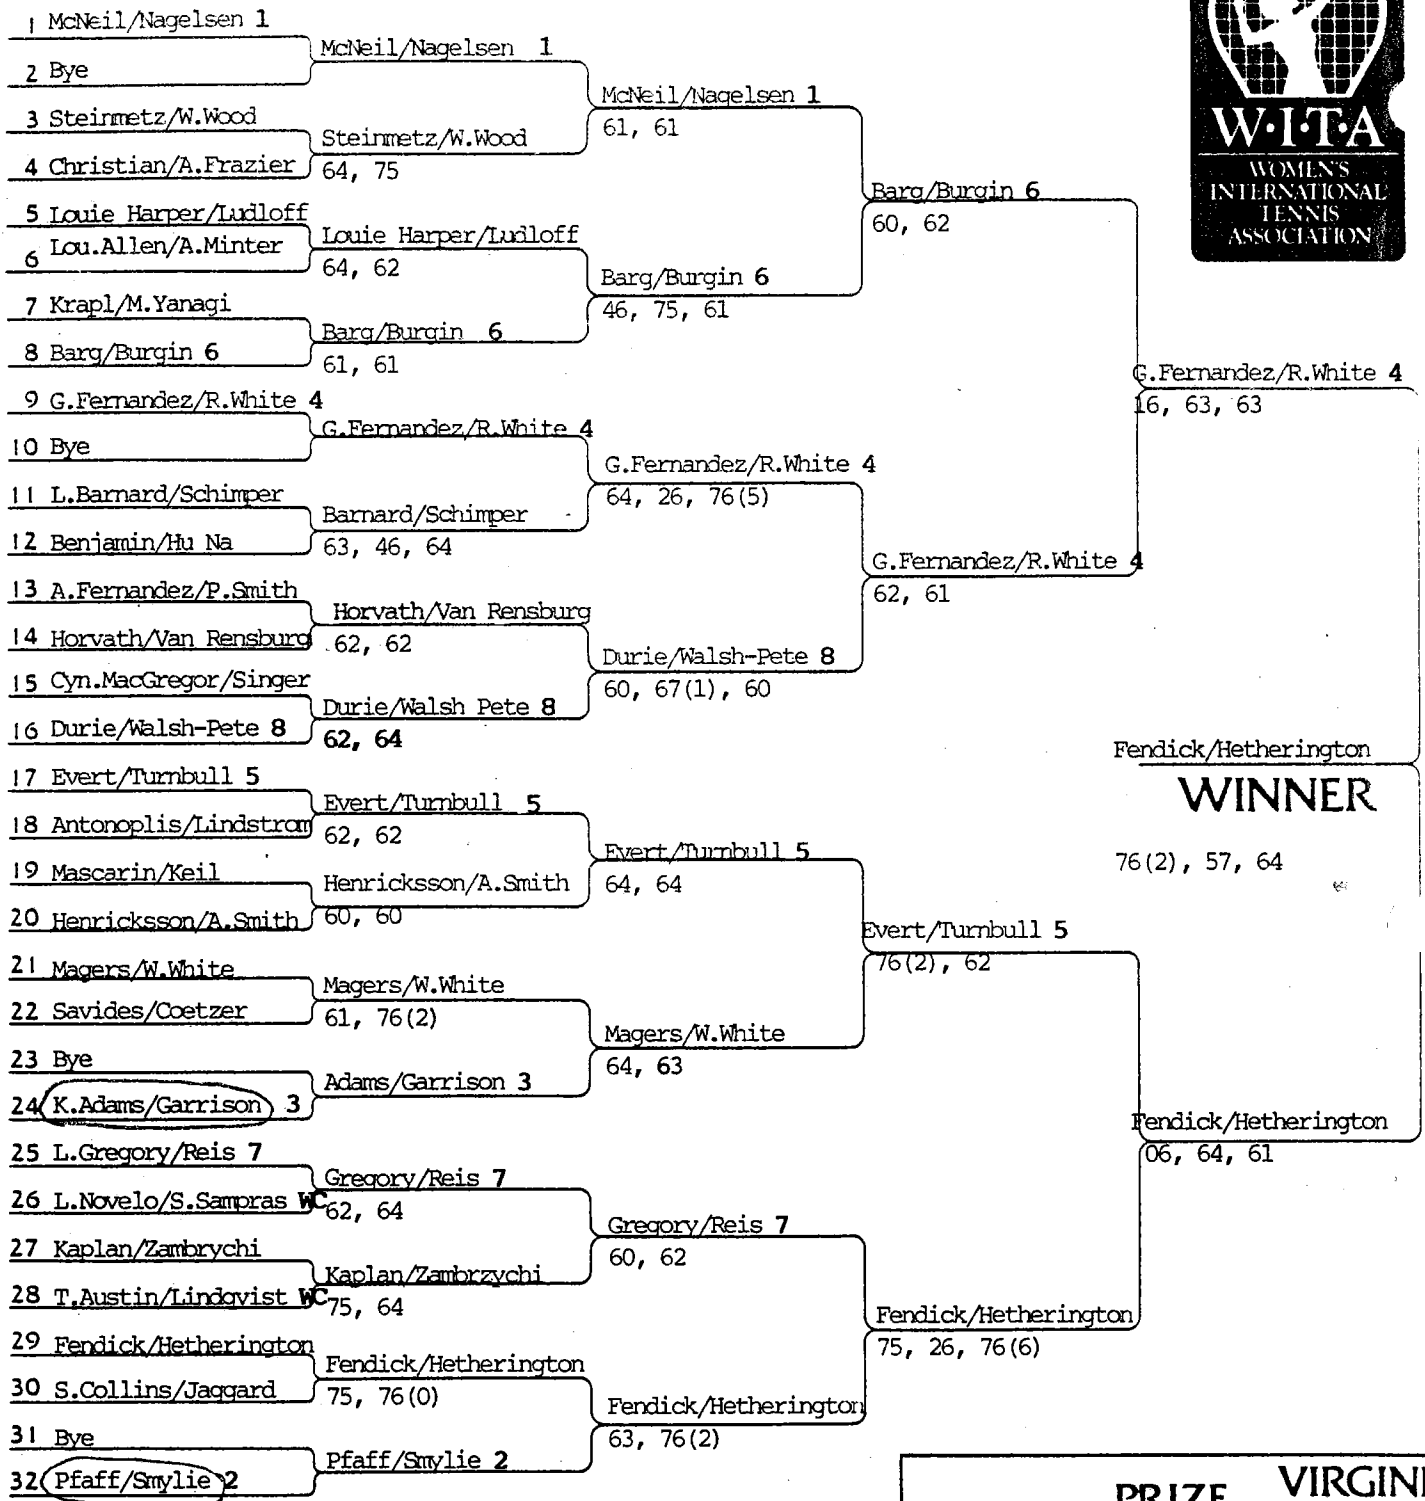 1 McNeil/Nagelsen 1
2 Bye
3 Steinmetz/W.Wood
4 Christian/A.Frazier
5 Louie Harper/Ludloff
6 Lou.Allen/A.Minter
7 Krapl/M.Yanagi
8 Barg/Burgin 6
9 G.Fernandez/R.White 4
10 Bye
11 L.Barnard/Schimper
12 Benjamin/Hu Na
13 A.Fernandez/P.Smith
14 Horvath/Van Rensburg
15 Cyn.MacGregor/Singer
16 Durie/Walsh-Pete 8
17 Evert/Turnbull 5
18 Antonoplis/Lindstrom
19 Mascarin/Keil
20 Henricksson/A.Smith
21 Magers/W.White
22 Savides/Coetzer
23 Bye
24 K.Adams/Garrison 3
25 L.Gregory/Reis 7
26 L.Novelo/S.Sampras WC
27 Kaplan/Zambrychi
28 T.Austin/Lindqvist WC
29 Fendick/Hetherington
30 S.Collins/Jaggard
31 Bye
32 Pfaff/Smylie 2
McNeil/Nagelsen 1
Steinmetz/W.Wood
64, 75
Louie Harper/Ludloff
64, 62
Barg/Burgin 6
61, 61
G.Fernandez/R.White 4
Barnard/Schimper
63, 46, 64
Horvath/Van Rensburg
62, 62
Durie/Walsh Pete 8
62, 64
Evert/Turnbull 5
62, 62
Henricksson/A.Smith
60, 60
Magers/W.White
61, 76(2)
Adams/Garrison 3
Gregory/Reis 7
62, 64
Kaplan/Zambrzychi
75, 64
Fendick/Hetherington
75, 76(0)
Pfaff/Smylie 2
McNeil/Nagelsen 1
61, 61
Barg/Burgin 6
46, 75, 61
G.Fernandez/R.White 4
64, 26, 76(5)
Durie/Walsh-Pete 8
60, 67(1), 60
Evert/Turnbull 5
64, 64
Magers/W.White
64, 63
Gregory/Reis 7
60, 62
Fendick/Hetherington
63, 76(2)
Barg/Burgin 6
60, 62
G.Fernandez/R.White 4
62, 61
Evert/Turnbull 5
76(2), 62
Fendick/Hetherington
75, 26, 76(6)
G.Fernandez/R.White 4
16, 63, 63
Fendick/Hetherington
06, 64, 61
Fendick/Hetherington
WINNER
76(2), 57, 64
W·I·T·A
WOMEN'S
INTERNATIONAL
TENNIS
ASSOCIATION
PRIZE VIRGINI